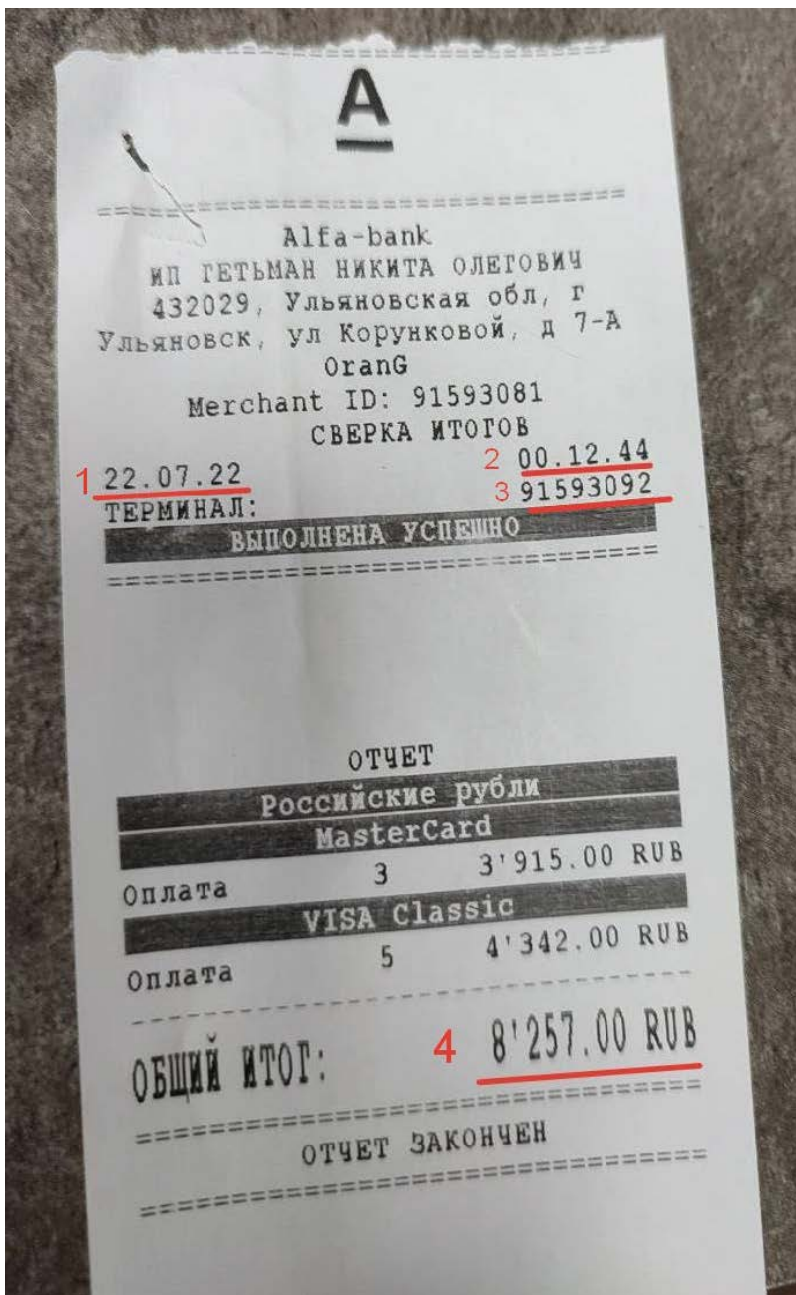 A
==================================
Alfa-bank
ИП ГЕТЬМАН НИКИТА ОЛЕГОВИЧ
432029, Ульяновская обл, г
Ульяновск, ул Корунковой, д 7-А
OranG
Merchant ID: 91593081
СВЕРКА ИТОГОВ
1 22.07.22 2 00.12.44
ТЕРМИНАЛ: 3 91593092
ВЫПОЛНЕНА УСПЕШНО
==================================
ОТЧЕТ
Российские рубли
MasterCard
Оплата 3 3'915.00 RUB
VISA Classic
Оплата 5 4'342.00 RUB
----------------------------------
ОБЩИЙ ИТОГ: 4 8'257.00 RUB
==================================
ОТЧЕТ ЗАКОНЧЕН
==================================